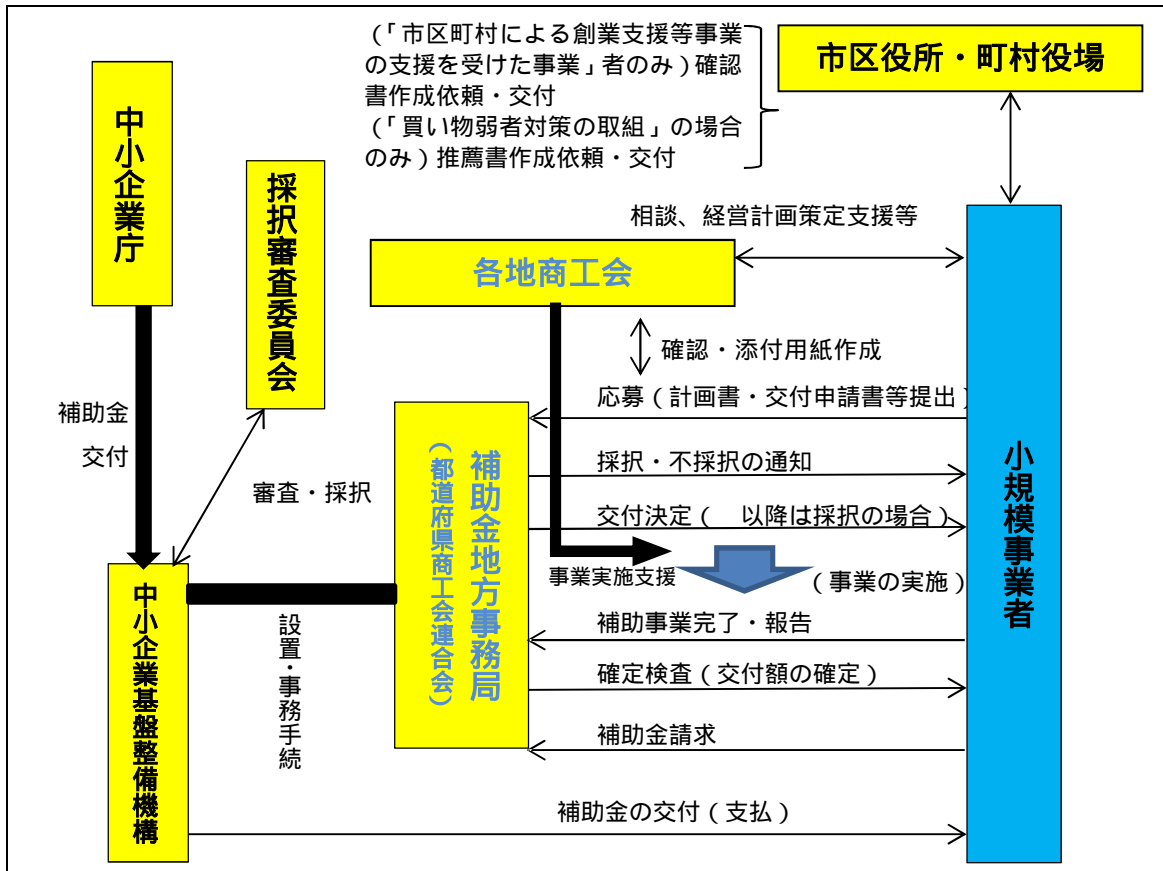 (「市区町村による創業支援等事業
の支援を受けた事業」者のみ)確認
書作成依頼・交付
(「買い物弱者対策の取組」の場合
のみ)推薦書作成依頼・交付
市区役所・町村役場
中小企業庁
採択審査委員会
相談、経営計画策定支援等
各地商工会
確認・添付用紙作成
補助金
交付
審査・採択
応募(計画書・交付申請書等提出)
採択・不採択の通知
交付決定( 以降は採択の場合)
事業実施支援
(事業の実施)
補助金地方事務局
(都道府県商工会連合会)
小規模事業者
中小企業基盤整備機構
設置・事務手続
補助事業完了・報告
確定検査(交付額の確定)
補助金請求
補助金の交付(支払)